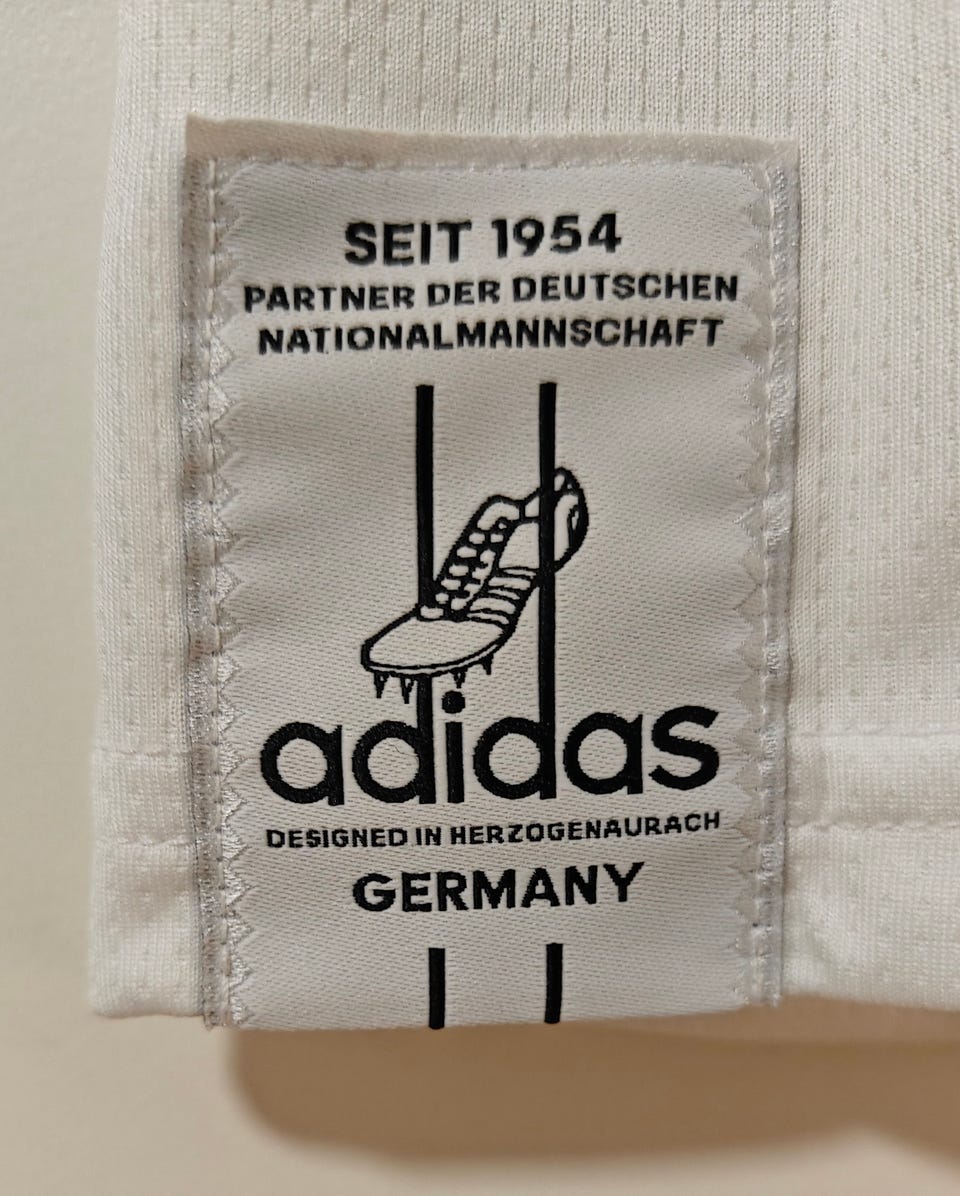 SEIT 1954
PARTNER DER DEUTSCHEN
NATIONALMANNSCHAFT
adidas
DESIGNED IN HERZOGENAURACH
GERMANY